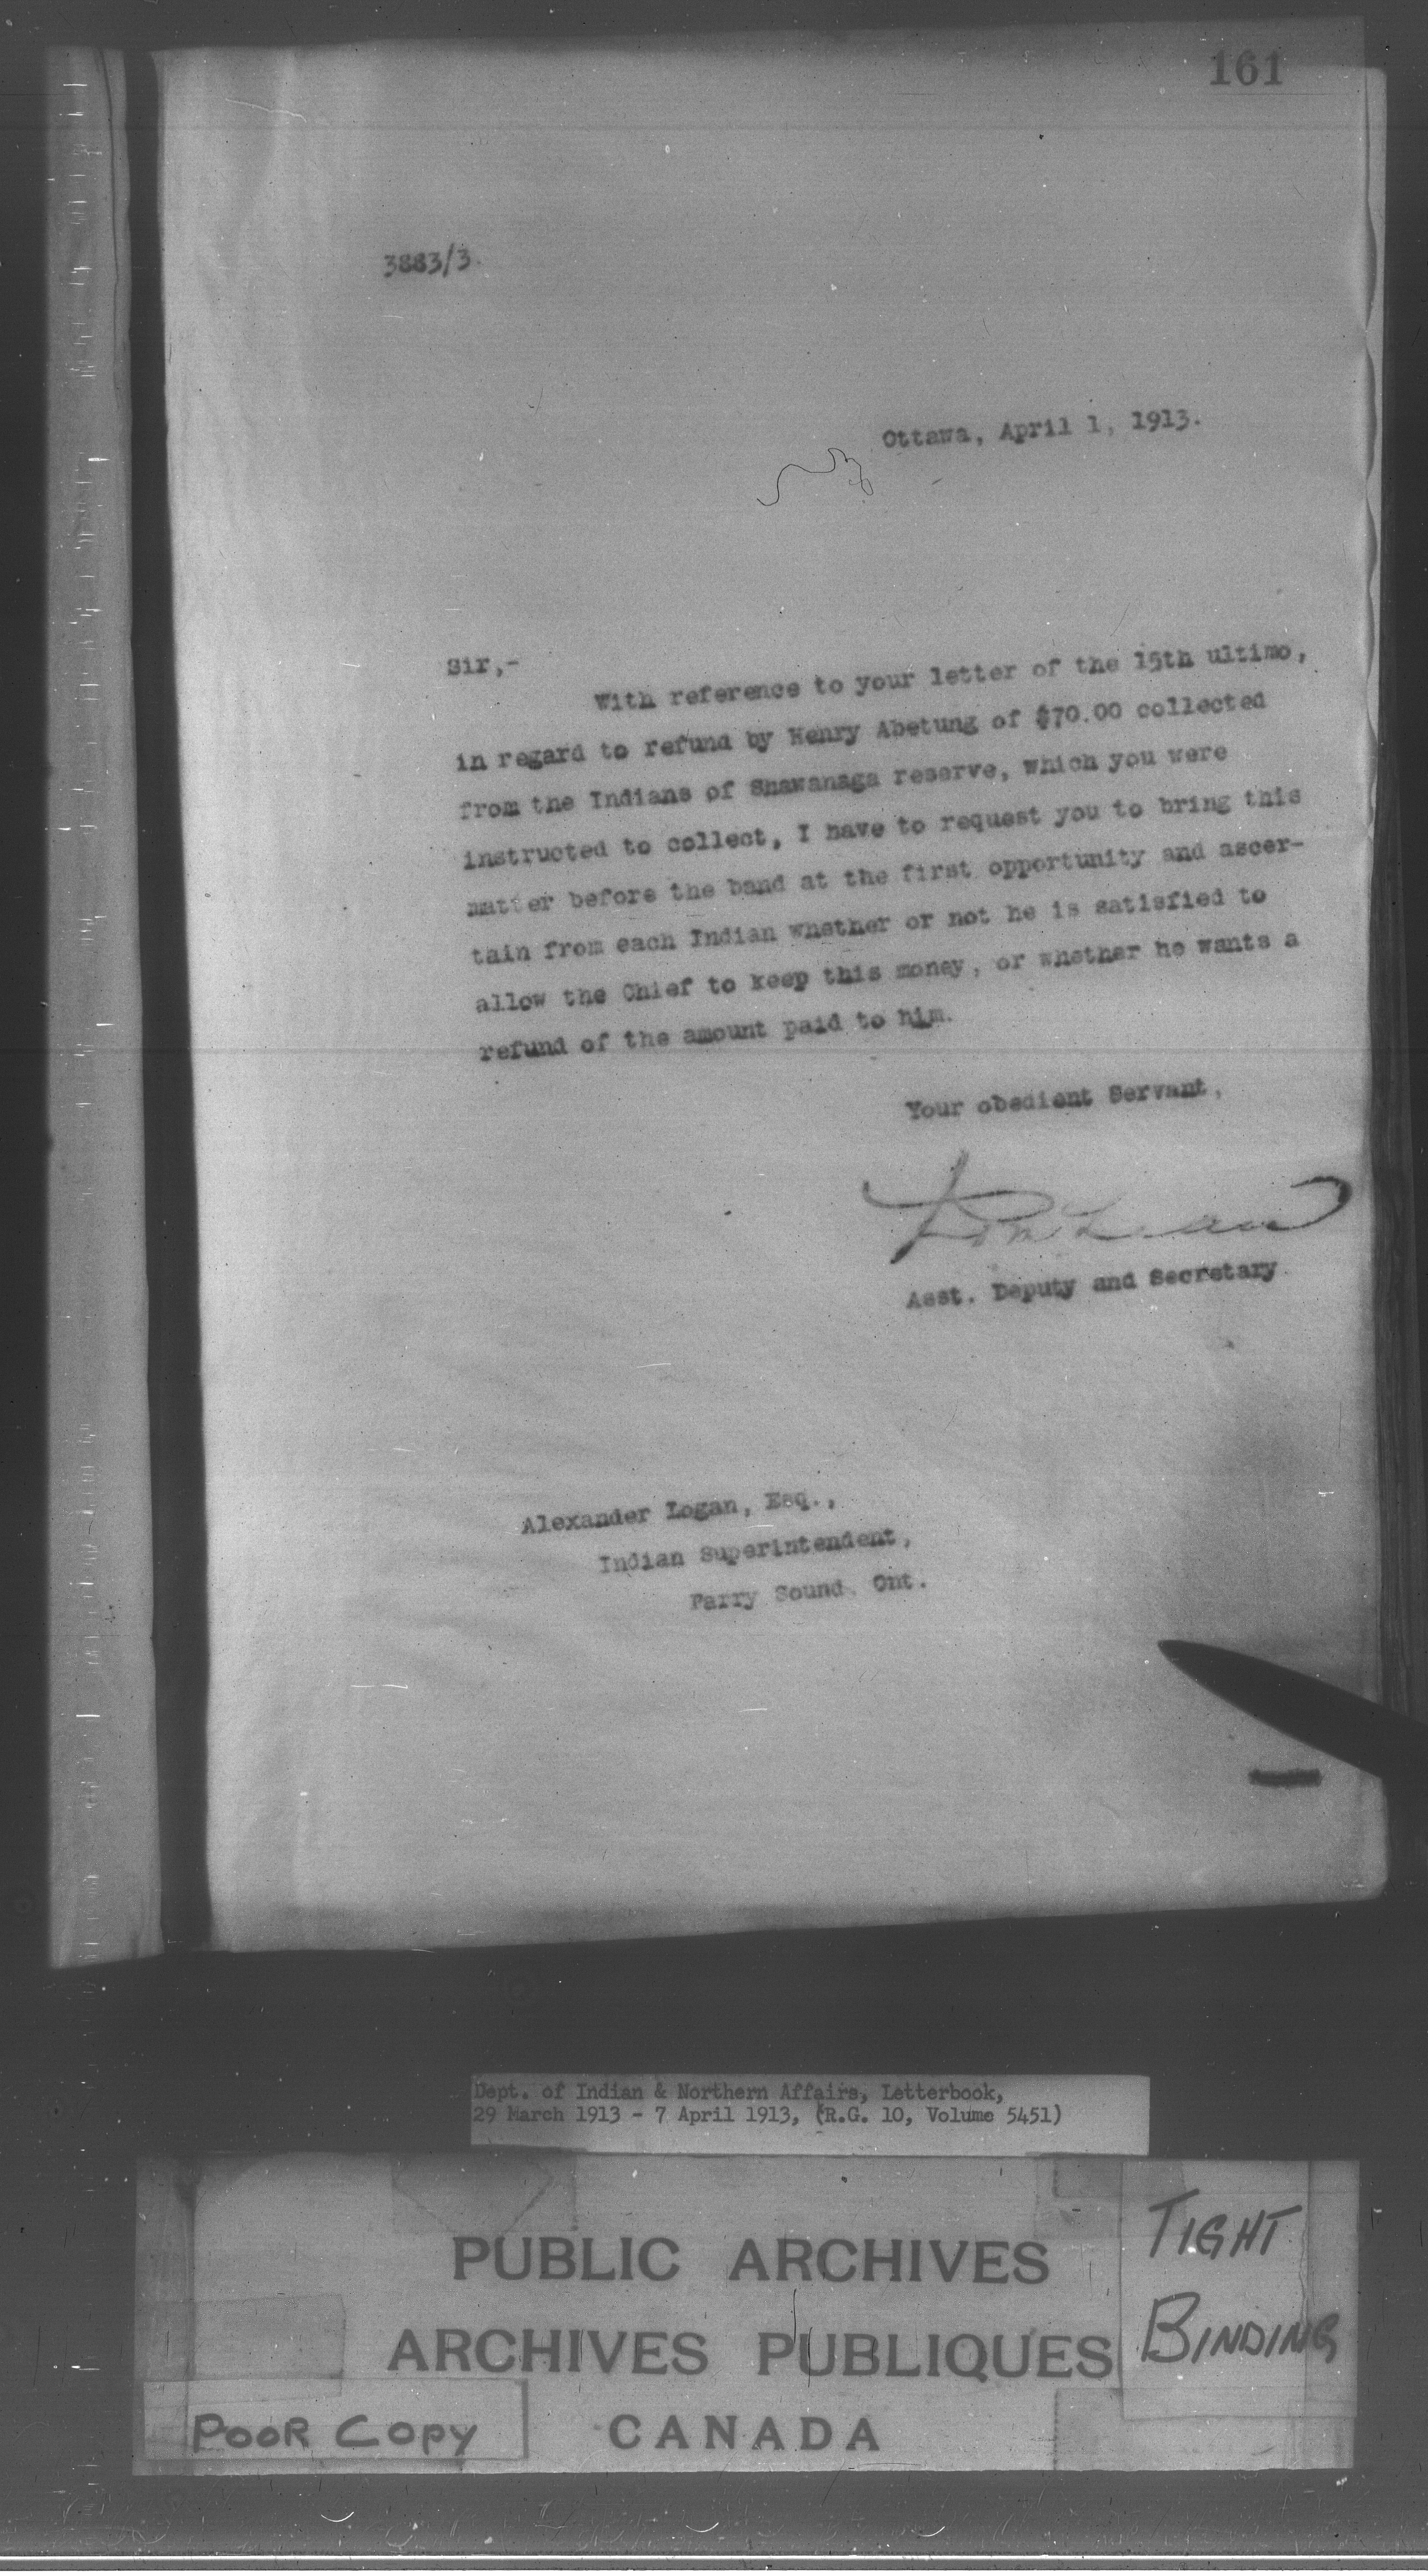 161
3883/3.
Ottawa, April 1, 1913.
Sir,-
With reference to your letter of the 15th ultimo,
in regard to refund by Henry Abetung of $70.00 collected
from the Indians of Shawanaga reserve, which you were
instructed to collect, I have to request you to bring this
matter before the band at the first opportunity and ascer-
tain from each Indian whether or not he is satisfied to
allow the Chief to keep this money, or whether he wants a
refund of the amount paid to him.
Your obedient Servant,
Asst. Deputy and Secretary.
Alexander Logan, Esq.,
Indian Superintendent,
Parry Sound, Ont.
Dept. of Indian & Northern Affairs, Letterbook,
29 March 1913 - 7 April 1913, (R.G. 10, Volume 5451)
PUBLIC ARCHIVES
ARCHIVES PUBLIQUES
CANADA
TIGHT
BINDING
POOR COPY